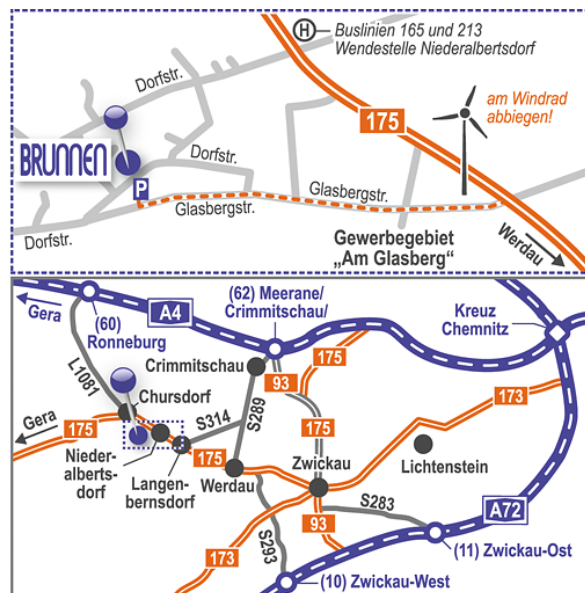 H
Buslinien 165 und 213
Wendestelle Niederalbertsdorf
Dorfstr.
am Windrad
abbiegen!
175
BRUNNEN
Dorfstr.
P
Glasbergstr.
Glasbergstr.
Dorfstr.
Gewerbegebiet
„Am Glasberg“
Werdau
Gera
A4
(62) Meerane/
Crimmitschau/
Kreuz
Chemnitz
(60)
Ronneburg
L1081
Crimmitschau
93
175
173
Chursdorf
S314
S289
175
Gera
175
Nieder-
alberts-
dorf
Langen-
bernsdorf
175
Werdau
Zwickau
Lichtenstein
S283
93
A72
173
S293
(11) Zwickau-Ost
(10) Zwickau-West